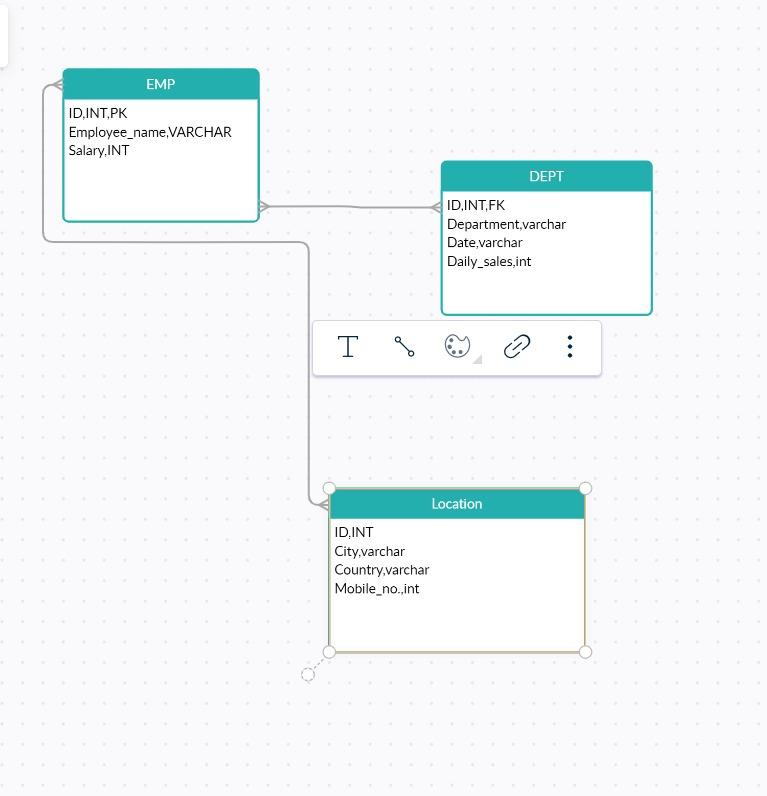 EMP
ID,INT,PK
Employee_name,VARCHAR
Salary,INT
DEPT
ID,INT,FK
Department,varchar
Date,varchar
Daily_sales,int
T
Location
ID,INT
City,varchar
Country,varchar
Mobile_no.,int